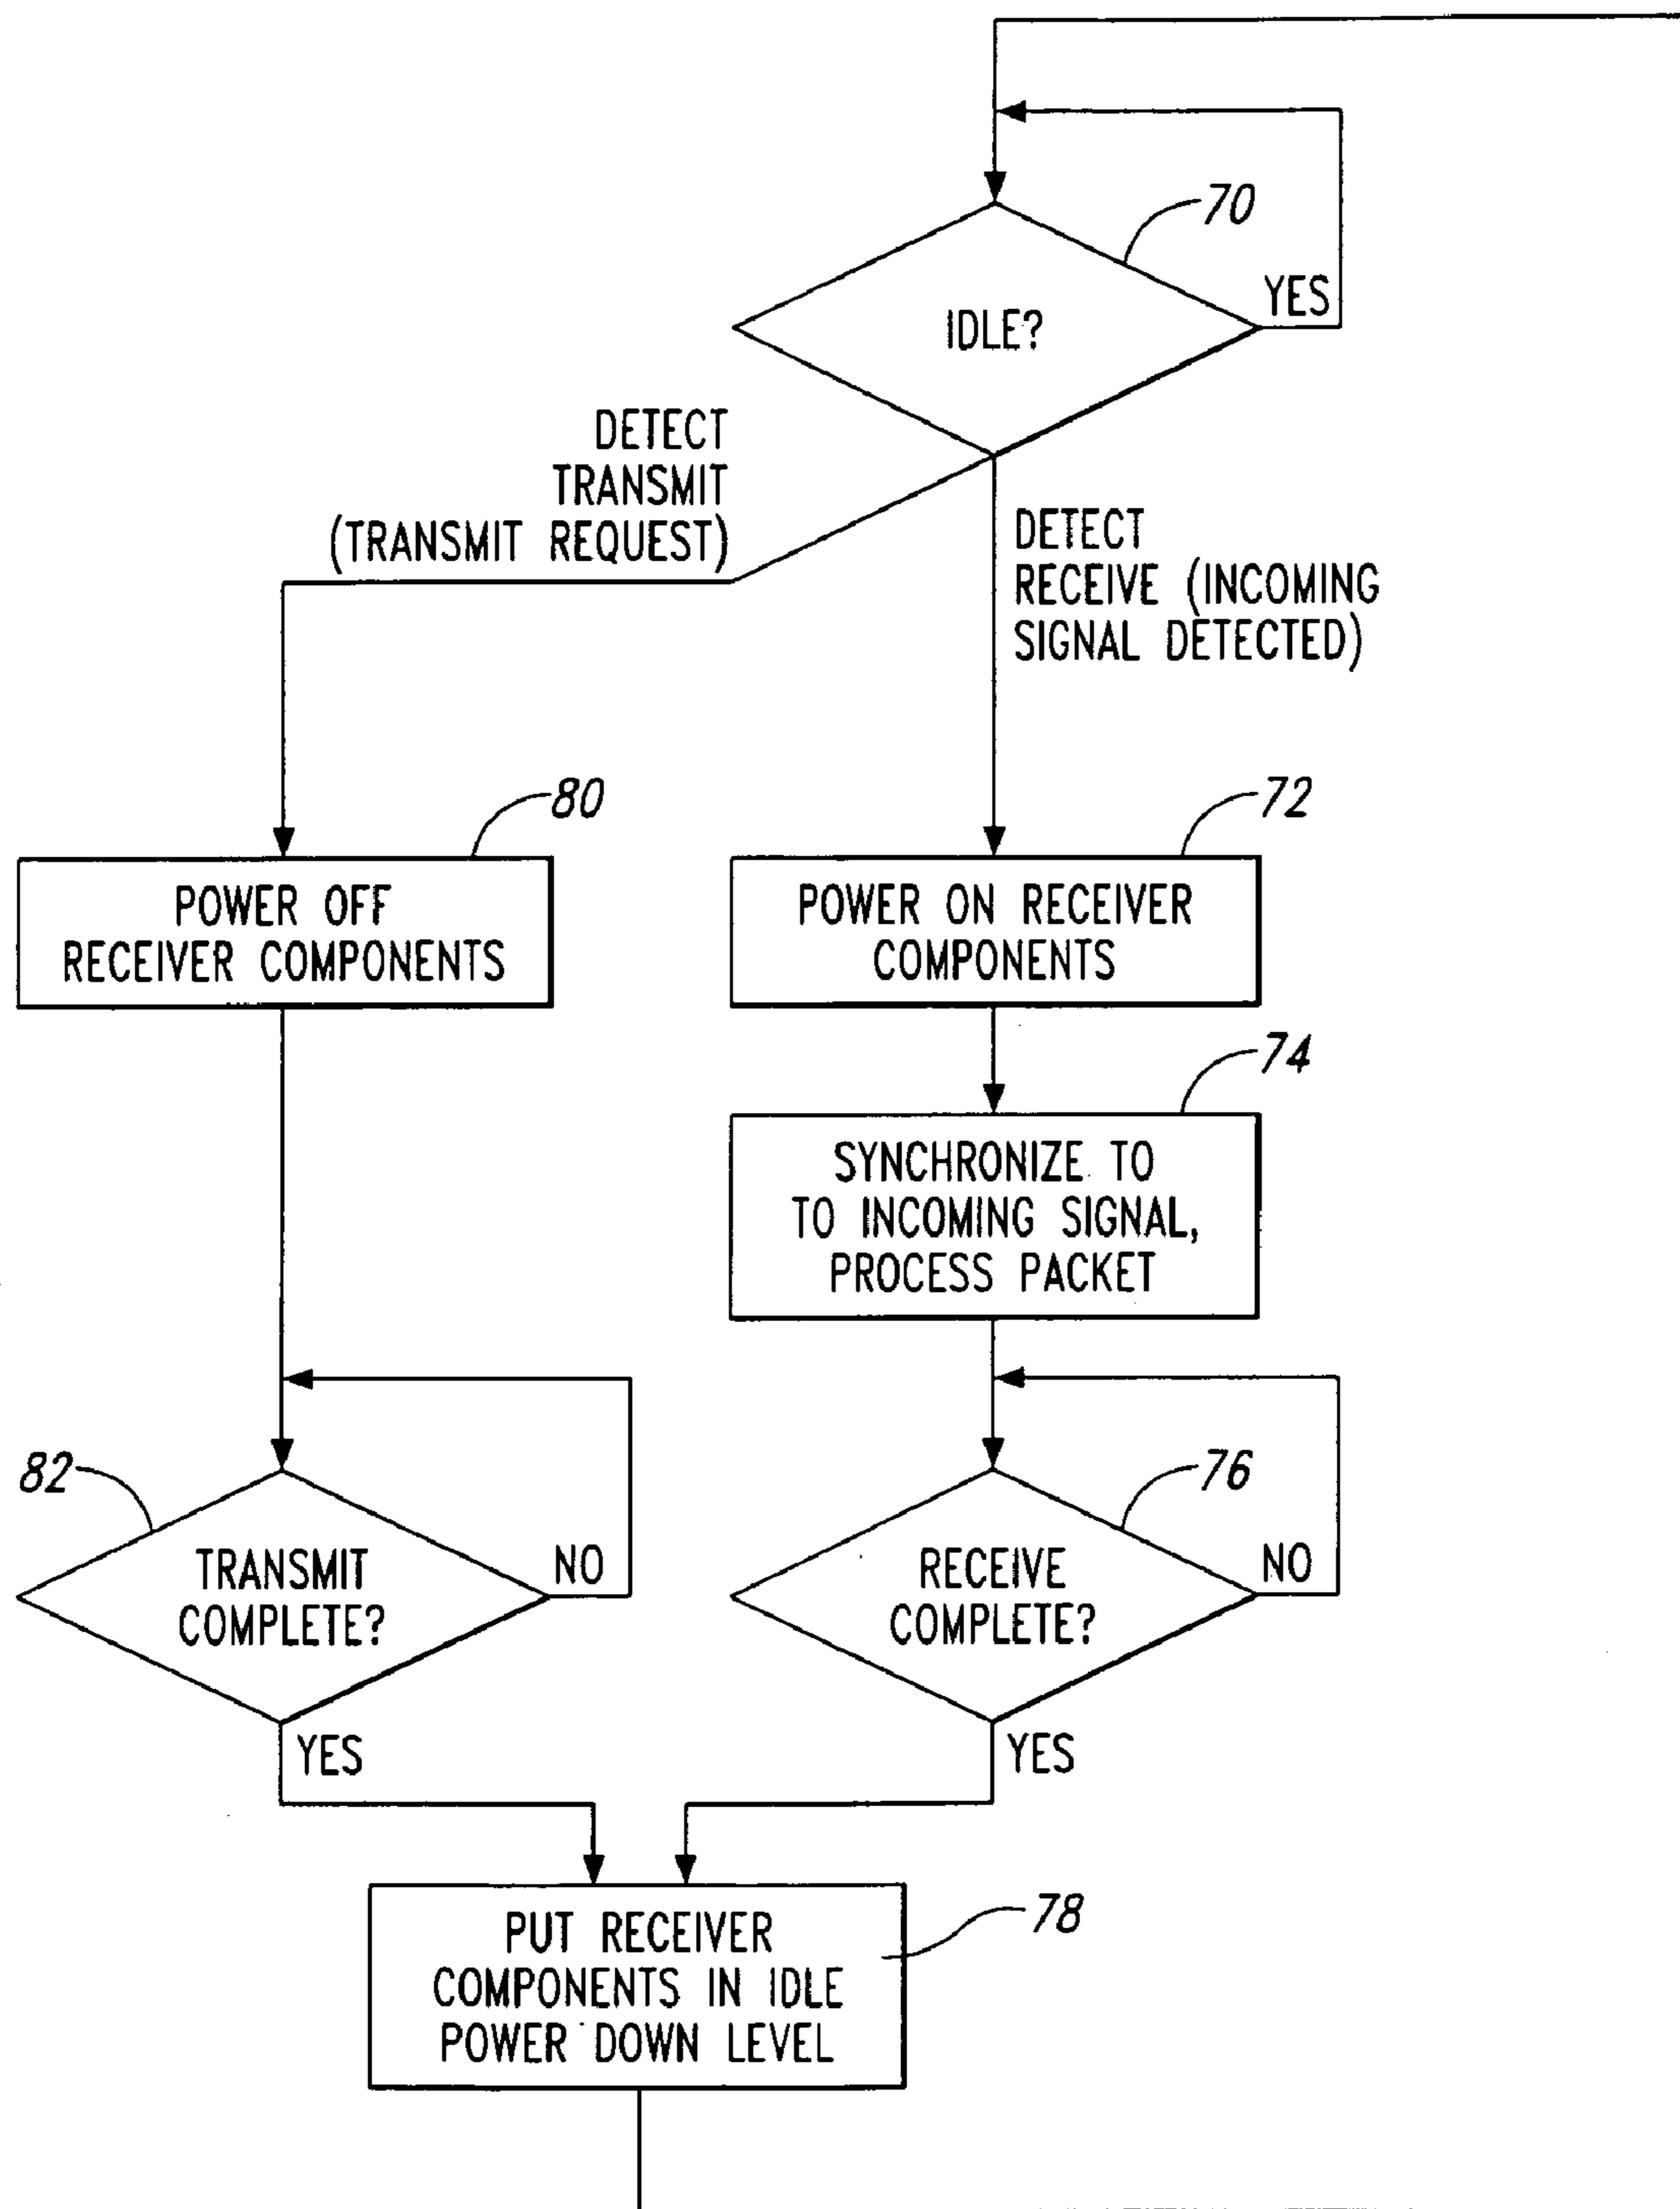 70
YES
IDLE?
DETECT
TRANSMIT
(TRANSMIT REQUEST)
DETECT
RECEIVE (INCOMING
SIGNAL DETECTED)
80
72
POWER OFF
RECEIVER COMPONENTS
POWER ON RECEIVER
COMPONENTS
74
SYNCHRONIZE TO
TO INCOMING SIGNAL,
PROCESS PACKET
82
76
TRANSMIT
COMPLETE?
NO
RECEIVE
COMPLETE?
NO
YES
YES
78
PUT RECEIVER
COMPONENTS IN IDLE
POWER DOWN LEVEL